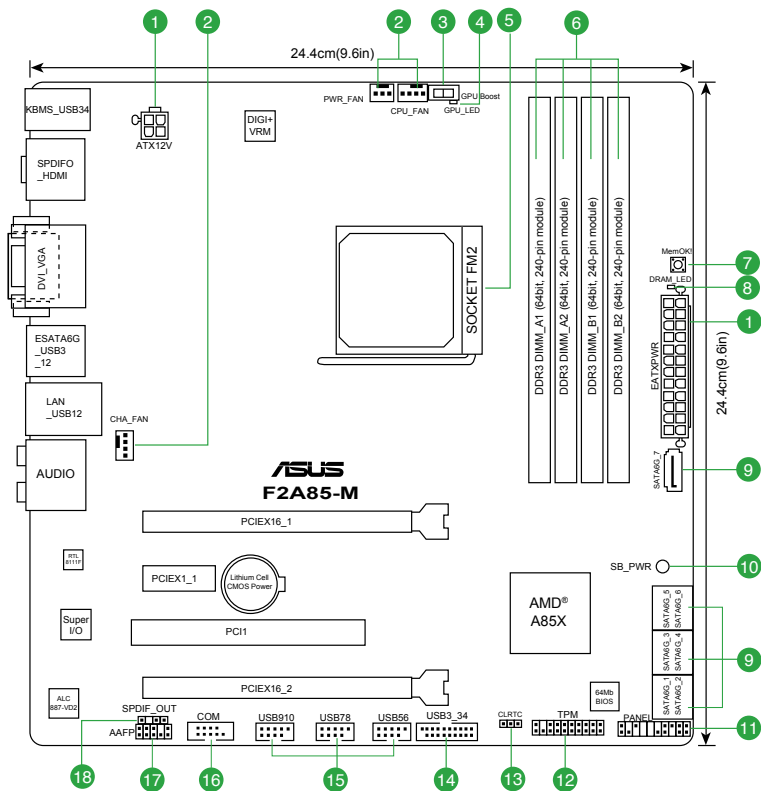 1
2
2
3
4
5
6
24.4cm(9.6in)
KBMS_USB34
ATX12V
DIGI+
VRM
PWR_FAN
CPU_FAN
GPU Boost
GPU_LED
SPDIFO
_HDMI
DVI_VGA
ESATA6G
_USB3
_12
LAN
_USB12
AUDIO
CHA_FAN
SOCKET FM2
DDR3 DIMM_A1 (64bit, 240-pin module)
DDR3 DIMM_A2 (64bit, 240-pin module)
DDR3 DIMM_B1 (64bit, 240-pin module)
DDR3 DIMM_B2 (64bit, 240-pin module)
MemOK!
7
DRAM_LED
8
1
EATXPWR
24.4cm(9.6in)
SATA6G_7
9
ASUS
F2A85-M
PCIEX16_1
RTL
8111F
PCIEX1_1
Lithium Cell
CMOS Power
SB_PWR
10
AMD®
A85X
SATA6G_5
SATA6G_6
SATA6G_3
SATA6G_4
SATA6G_1
SATA6G_2
9
Super
I/O
PCI1
ALC
887-VD2
PCIEX16_2
64Mb
BIOS
SPDIF_OUT
AAFP
COM
USB910
USB78
USB56
USB3_34
CLRTC
TPM
PANEL
11
18
17
16
15
14
13
12